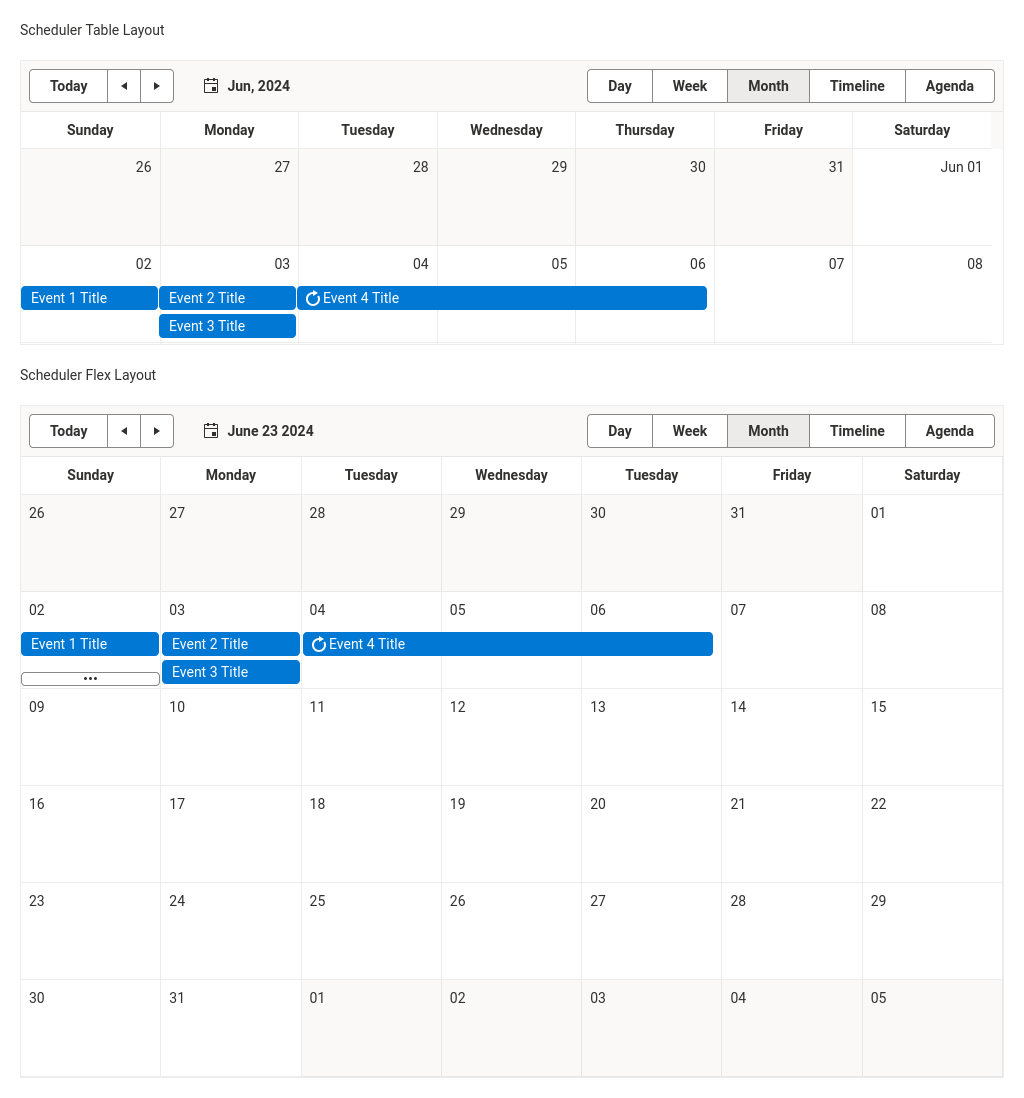 Scheduler Table Layout
Today Jun, 2024 Day Week Month Timeline Agenda
Sunday Monday Tuesday Wednesday Thursday Friday Saturday
26 27 28 29 30 31 Jun 01
02 03 04 05 06 07 08
Event 1 Title Event 2 Title Event 4 Title
Event 3 Title
Scheduler Flex Layout
Today June 23 2024 Day Week Month Timeline Agenda
Sunday Monday Tuesday Wednesday Tuesday Friday Saturday
26 27 28 29 30 31 01
02 03 04 05 06 07 08
Event 1 Title Event 2 Title Event 4 Title
••• Event 3 Title
09 10 11 12 13 14 15
16 17 18 19 20 21 22
23 24 25 26 27 28 29
30 31 01 02 03 04 05